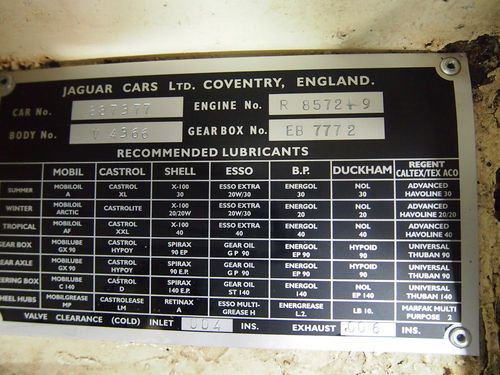 JAGUAR CARS LTD. COVENTRY, ENGLAND.
CAR No. 887377 ENGINE No. R 8572-9
BODY No. V 4366 GEAR BOX No. EB 7772
RECOMMENDED LUBRICANTS
MOBIL CASTROL SHELL ESSO B.P. DUCKHAM REGENT CALTEX/TEX ACO
SUMMER MOBILOIL A CASTROL XL X-100 30 ESSO EXTRA 20W/30 ENERGOL 30 NOL 30 ADVANCED HAVOLINE 30
WINTER MOBILOIL ARCTIC CASTROLITE X-100 20/20W ESSO EXTRA 20W/30 ENERGOL 20 NOL 20 ADVANCED HAVOLINE 20/20
TROPICAL MOBILOIL AF CASTROL XXL X-100 40 ESSO EXTRA 40 ENERGOL 40 NOL 40 ADVANCED HAVOLINE 40
GEAR BOX MOBILUBE GX 90 CASTROL HYPOY SPIRAX 90 EP GEAR OIL G P 90 ENERGOL EP 90 HYPOID 90 UNIVERSAL THUBAN 90
REAR AXLE MOBILUBE GX 90 CASTROL HYPOY SPIRAX 90 E.P. GEAR OIL G P 90 ENERGOL EP 90 HYPOID 90 UNIVERSAL THUBAN 90
EERING BOX MOBILUBE C 140 CASTROL D SPIRAX 140 E.P. GEAR OIL ST 140 ENERGOL EP 140 NOL EP 140 UNIVERSAL THUBAN 140
HEEL HUBS MOBILGREASE MP CASTROLEASE LM RETINAX A ESSO MULTI-GREASE H ENERGREASE L.2. LB 10. MARFAK MULTI PURPOSE 2
VALVE CLEARANCE (COLD) INLET .004 INS. EXHAUST .006 INS.